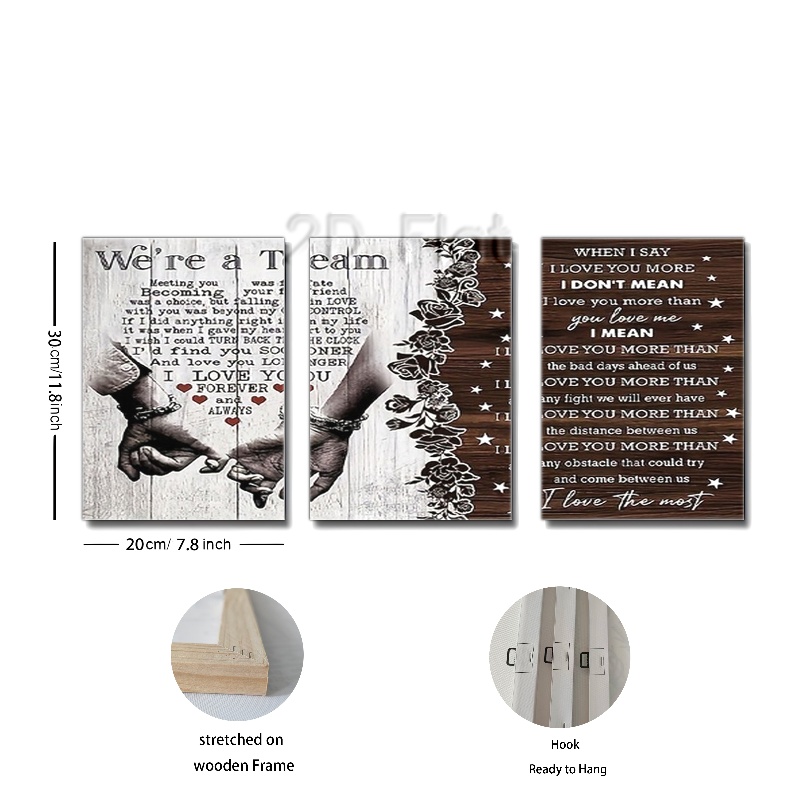 2D Flat
We're a T eam
Meeting you was fate
Becoming your f friend
was a choice, but falling in LOVE
with you was beyond my CONTROL
If I did anything right in my life
it was when I gave my heart to you
I wish I could TURN BACK THE CLOCK
I'd find you SOONER
And love you LONGER
I LOVE YOU
FOREVER
and
ALWAYS
WHEN I SAY
I LOVE YOU MORE
I DON'T MEAN
I love you more than
you love me
I MEAN
I LOVE YOU MORE THAN
the bad days ahead of us
I LOVE YOU MORE THAN
any fight we will ever have
I LOVE YOU MORE THAN
the distance between us
I LOVE YOU MORE THAN
any obstacle that could try
and come between us
I love the most
30cm/11.8inch
20cm/ 7.8 inch
stretched on
wooden Frame
Hook
Ready to Hang